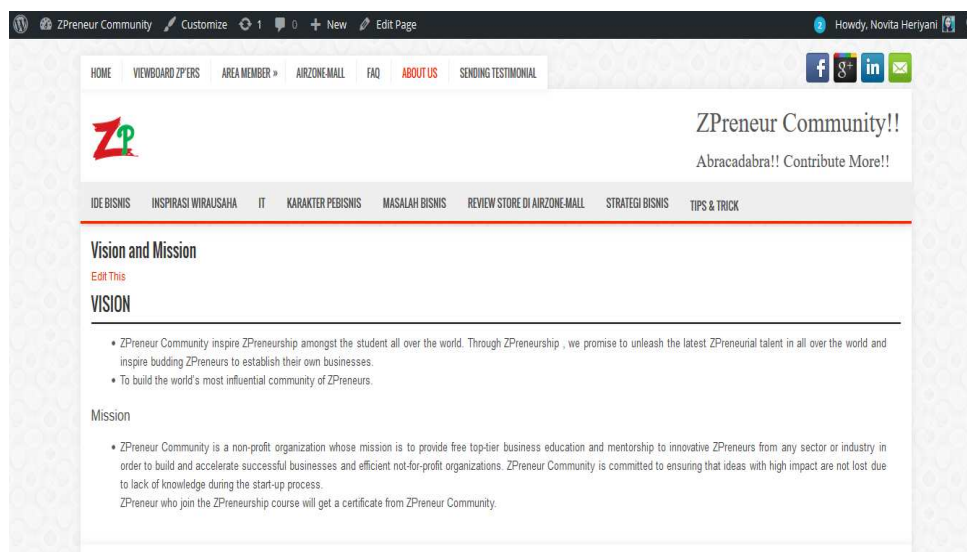 ZPreneur Community Customize 1 0 New Edit Page 2 Howdy, Novita Heriyani
HOME VIEWBOARD ZP'ERS AREA MEMBER » AIRZONE-MALL FAQ ABOUT US SENDING TESTIMONIAL
f g+ in
ZP
ZPreneur Community!!
Abracadabra!! Contribute More!!
IDE BISNIS INSPIRASI WIRAUSAHA IT KARAKTER PEBISNIS MASALAH BISNIS REVIEW STORE DI AIRZONE-MALL STRATEGI BISNIS TIPS & TRICK
Vision and Mission
Edit This
VISION
• ZPreneur Community inspire ZPreneurship amongst the student all over the world. Through ZPreneurship , we promise to unleash the latest ZPreneurial talent in all over the world and
inspire budding ZPreneurs to establish their own businesses.
• To build the world's most influential community of ZPreneurs.
Mission
• ZPreneur Community is a non-profit organization whose mission is to provide free top-tier business education and mentorship to innovative ZPreneurs from any sector or industry in
order to build and accelerate successful businesses and efficient not-for-profit organizations. ZPreneur Community is committed to ensuring that ideas with high impact are not lost due
to lack of knowledge during the start-up process.
ZPreneur who join the ZPreneurship course will get a certificate from ZPreneur Community.